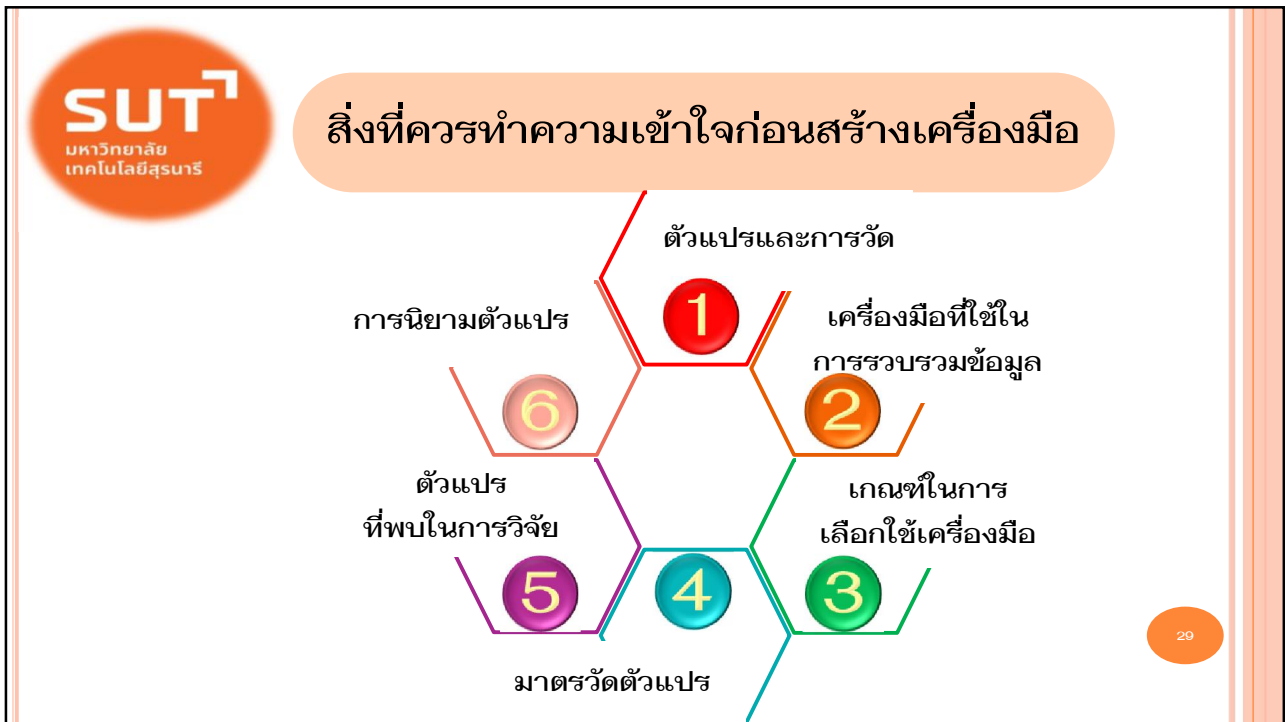 SUT
มหาวิทยาลัย
เทคโนโลยีสุรนารี
สิ่งที่ควรทำความเข้าใจก่อนสร้างเครื่องมือ
ตัวแปรและการวัด
1
เครื่องมือที่ใช้ใน
การรวบรวมข้อมูล
2
เกณฑ์ในการ
เลือกใช้เครื่องมือ
3
4
มาตรวัดตัวแปร
ตัวแปร
ที่พบในการวิจัย
5
การนิยามตัวแปร
6
29